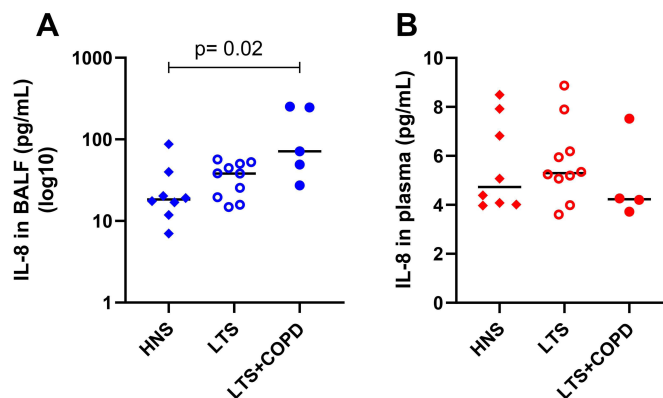 A
p= 0.02
IL-8 in BALF (pg/mL)
(log10)
1000
100
10
1
HNS
LTS
LTS+COPD
B
IL-8 in plasma (pg/mL)
10
8
6
4
2
0
HNS
LTS
LTS+COPD